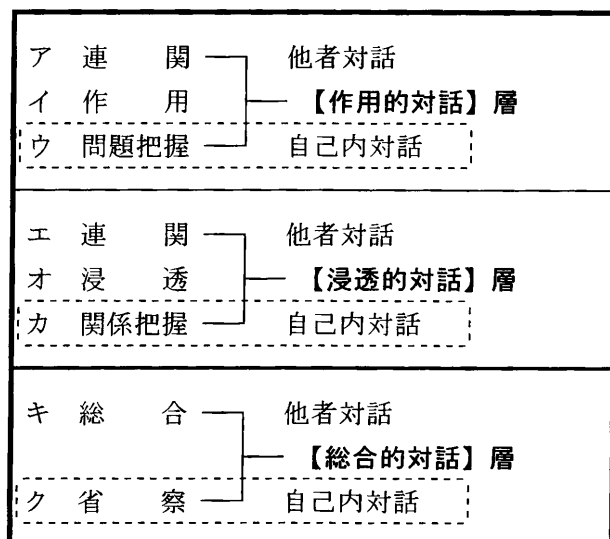 ア 連 関 他者対話
イ 作 用 【作用的対話】層
ウ 問題把握 自己内対話
エ 連 関 他者対話
オ 浸 透 【浸透的対話】層
カ 関係把握 自己内対話
キ 総 合 他者対話
【総合的対話】層
ク 省 察 自己内対話